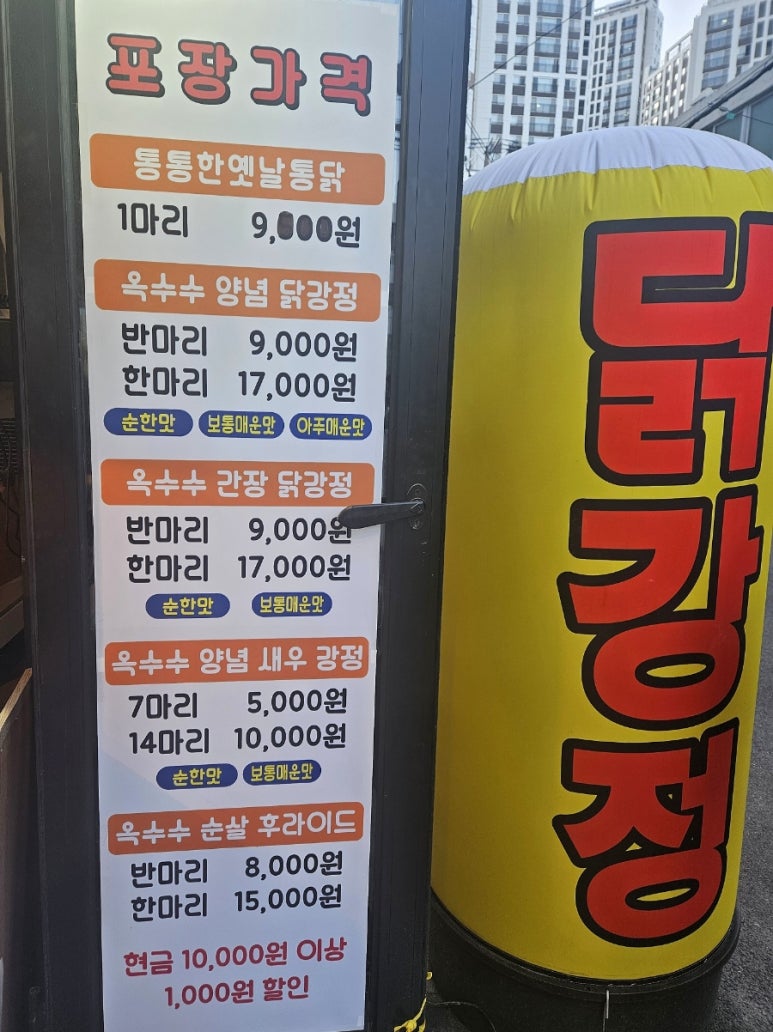 포장가격
통통한옛날통닭
1마리 9,000원
옥수수 양념 닭강정
반마리 9,000원
한마리 17,000원
순한맛 보통매운맛 아주매운맛
옥수수 간장 닭강정
반마리 9,000원
한마리 17,000원
순한맛 보통매운맛
옥수수 양념 새우 강정
7마리 5,000원
14마리 10,000원
순한맛 보통매운맛
옥수수 순살 후라이드
반마리 8,000원
한마리 15,000원
현금 10,000원 이상
1,000원 할인
닭강정